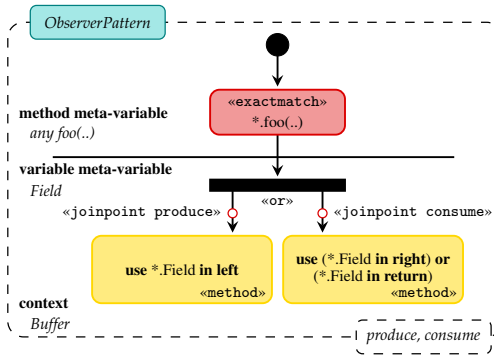 ObserverPattern
«exactmatch»
*.foo(..)
method meta-variable
any foo(..)
variable meta-variable
Field
«or»
«joinpoint produce»
«joinpoint consume»
use *.Field in left
«method»
use (*.Field in right) or
(*.Field in return)
«method»
context
Buffer
produce, consume